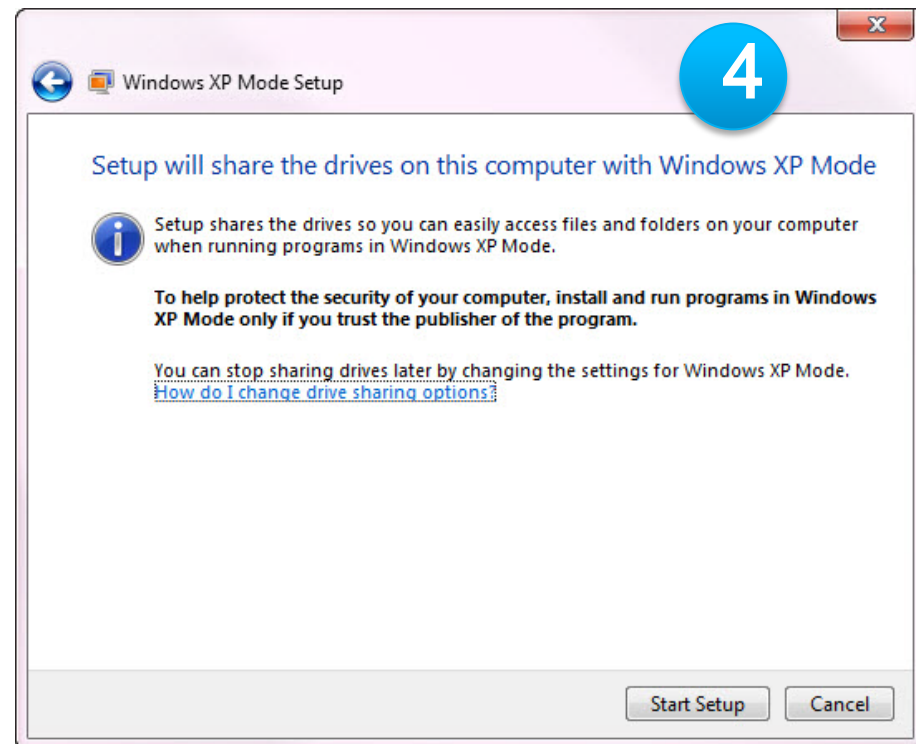 4
Windows XP Mode Setup
Setup will share the drives on this computer with Windows XP Mode
Setup shares the drives so you can easily access files and folders on your computer
when running programs in Windows XP Mode.
To help protect the security of your computer, install and run programs in Windows
XP Mode only if you trust the publisher of the program.
You can stop sharing drives later by changing the settings for Windows XP Mode.
How do I change drive sharing options?
Start Setup
Cancel